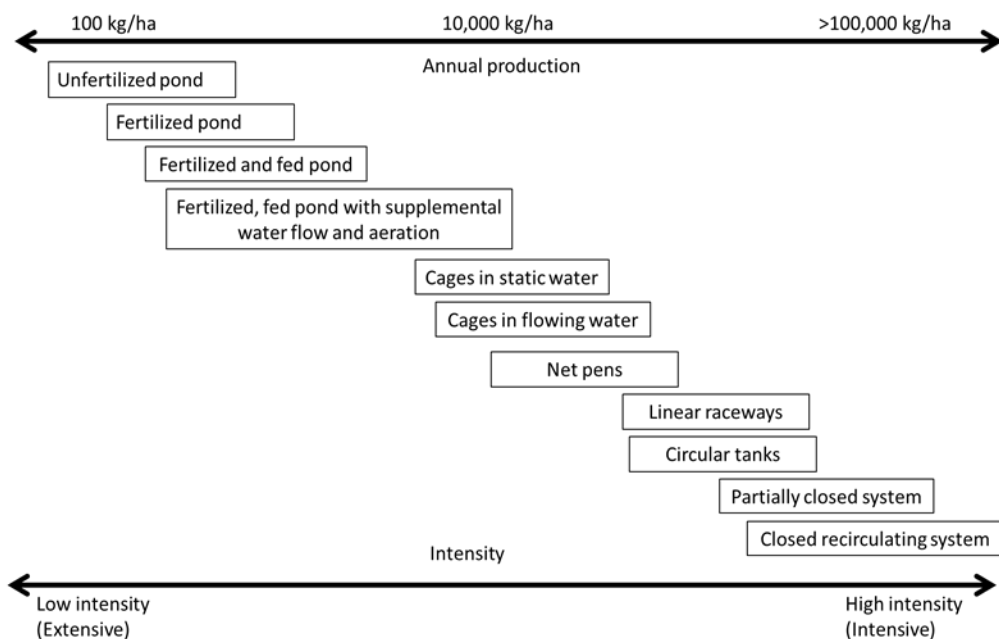 100 kg/ha 10,000 kg/ha >100,000 kg/ha
Annual production
Unfertilized pond
Fertilized pond
Fertilized and fed pond
Fertilized, fed pond with supplemental
water flow and aeration
Cages in static water
Cages in flowing water
Net pens
Linear raceways
Circular tanks
Partially closed system
Closed recirculating system
Intensity
Low intensity
(Extensive)
High intensity
(Intensive)